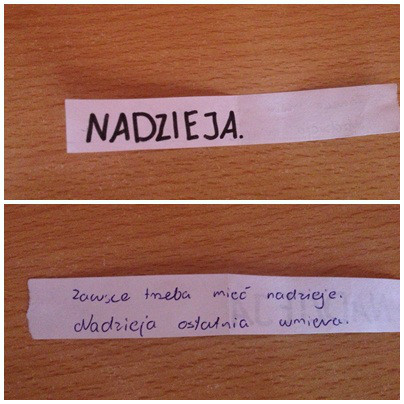 NADZIEJA.
Zawsze trzeba mieć nadzieje.
Nadzieja ostatnia umiera.